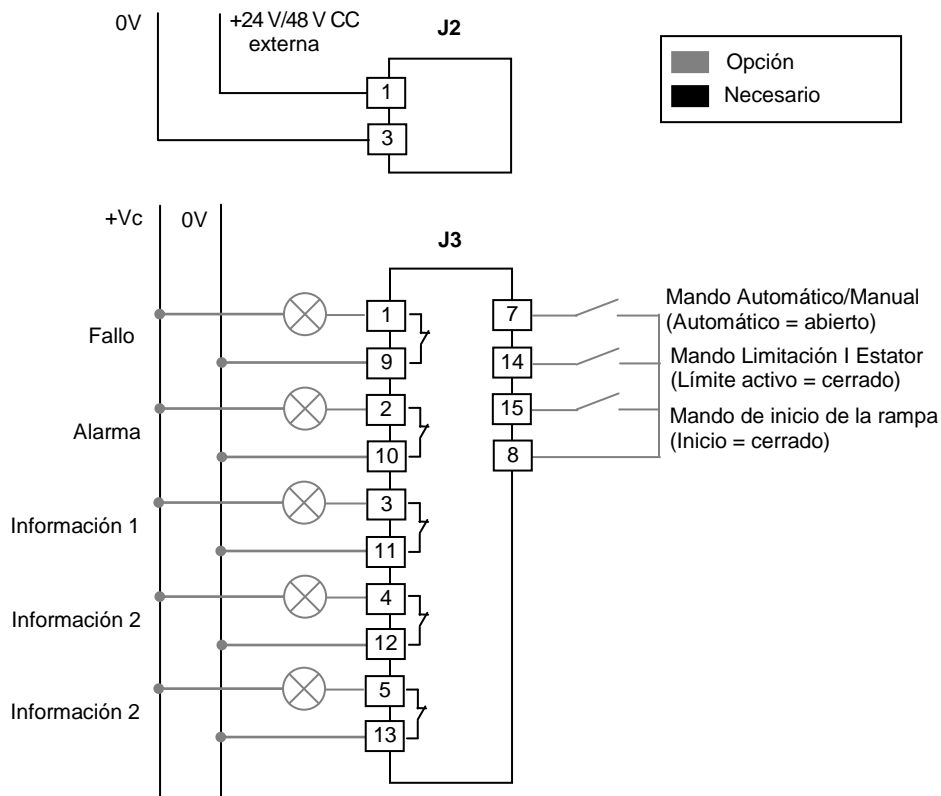 0V
+24 V/48 V CC
externa
J2
1
3
Opción
Necesario
+Vc
0V
J3
Fallo
1
9
Alarma
2
10
Información 1
3
11
Información 2
4
12
Información 2
5
13
7
Mando Automático/Manual
(Automático = abierto)
14
Mando Limitación I Estator
(Límite activo = cerrado)
15
Mando de inicio de la rampa
(Inicio = cerrado)
8